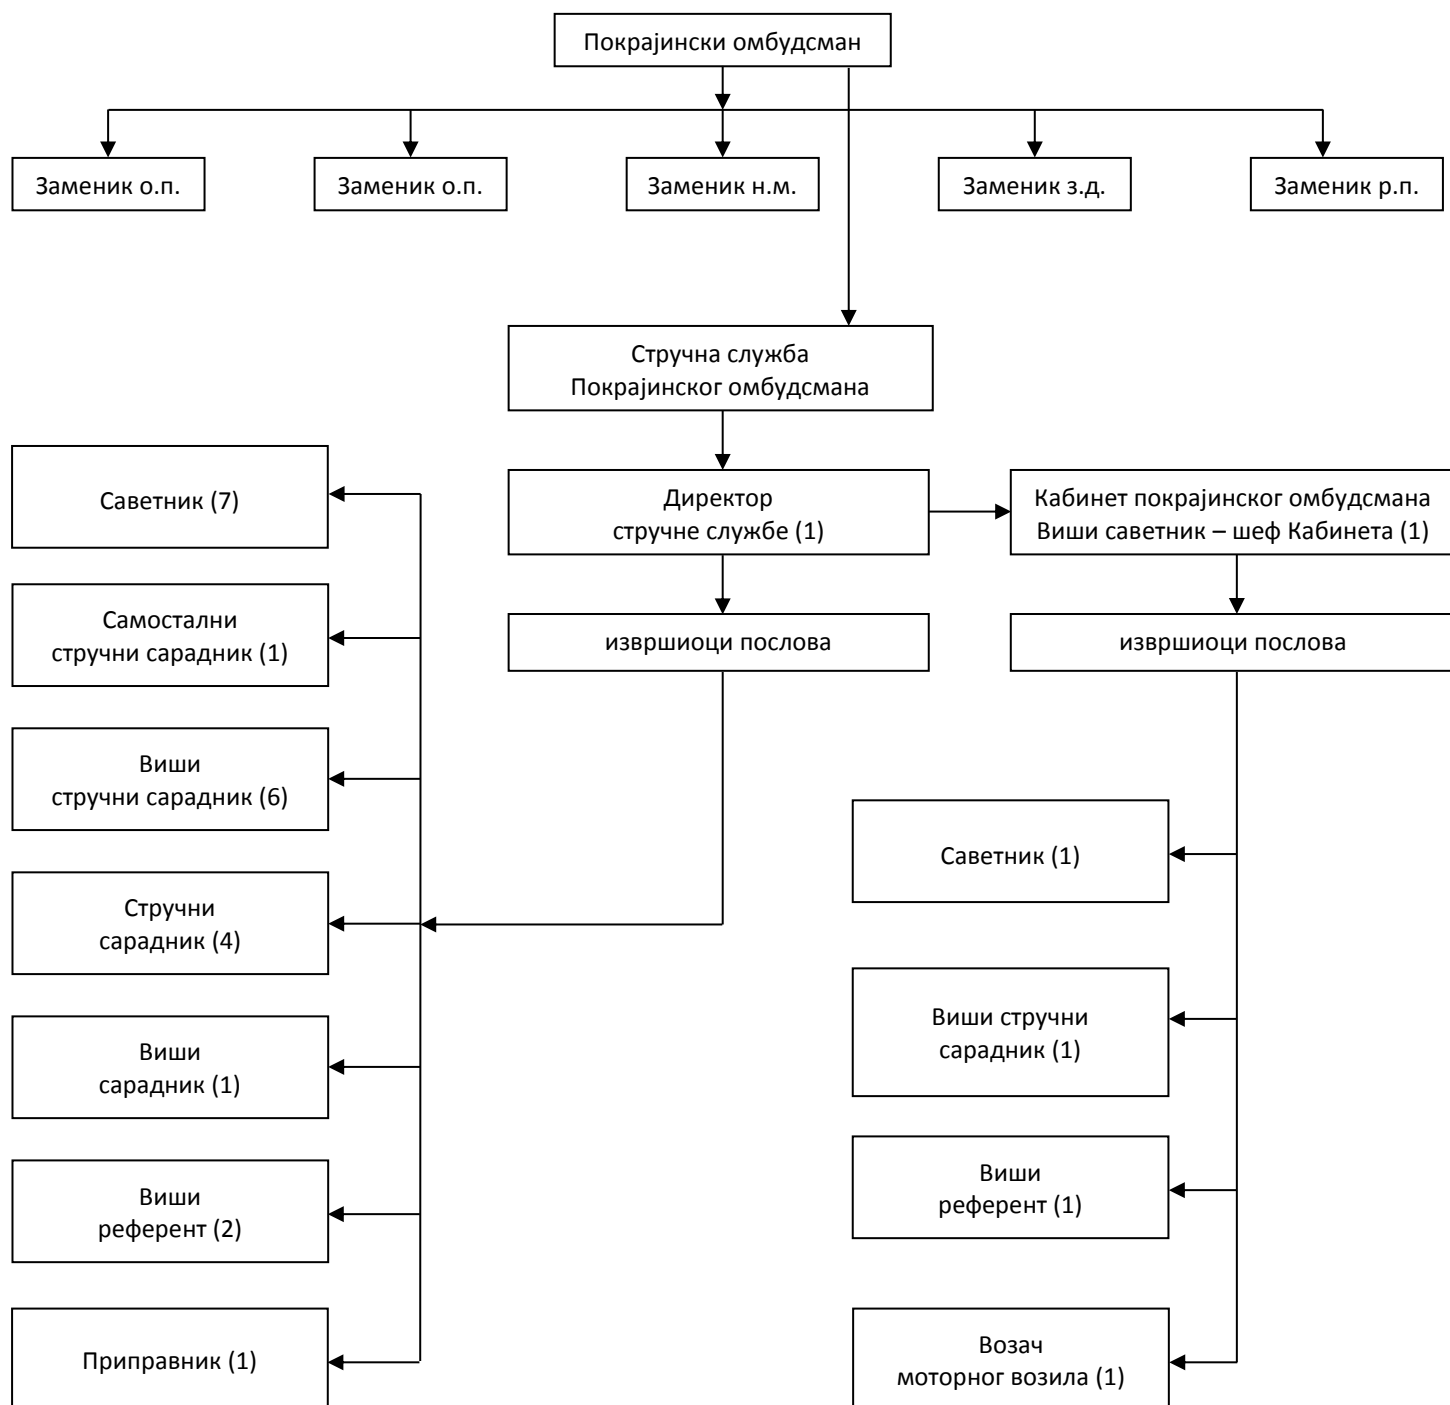 Покрајински омбудсман
Заменик о.п.
Заменик о.п.
Заменик н.м.
Заменик з.д.
Заменик р.п.
Стручна служба
Покрајинског омбудсмана
Директор
стручне службе (1)
Кабинет покрајинског омбудсмана
Виши саветник – шеф Кабинета (1)
извршиоци послова
извршиоци послова
Саветник (7)
Самостални
стручни сарадник (1)
Виши
стручни сарадник (6)
Стручни
сарадник (4)
Виши
сарадник (1)
Виши
референт (2)
Приправник (1)
Саветник (1)
Виши стручни
сарадник (1)
Виши
референт (1)
Возач
моторног возила (1)